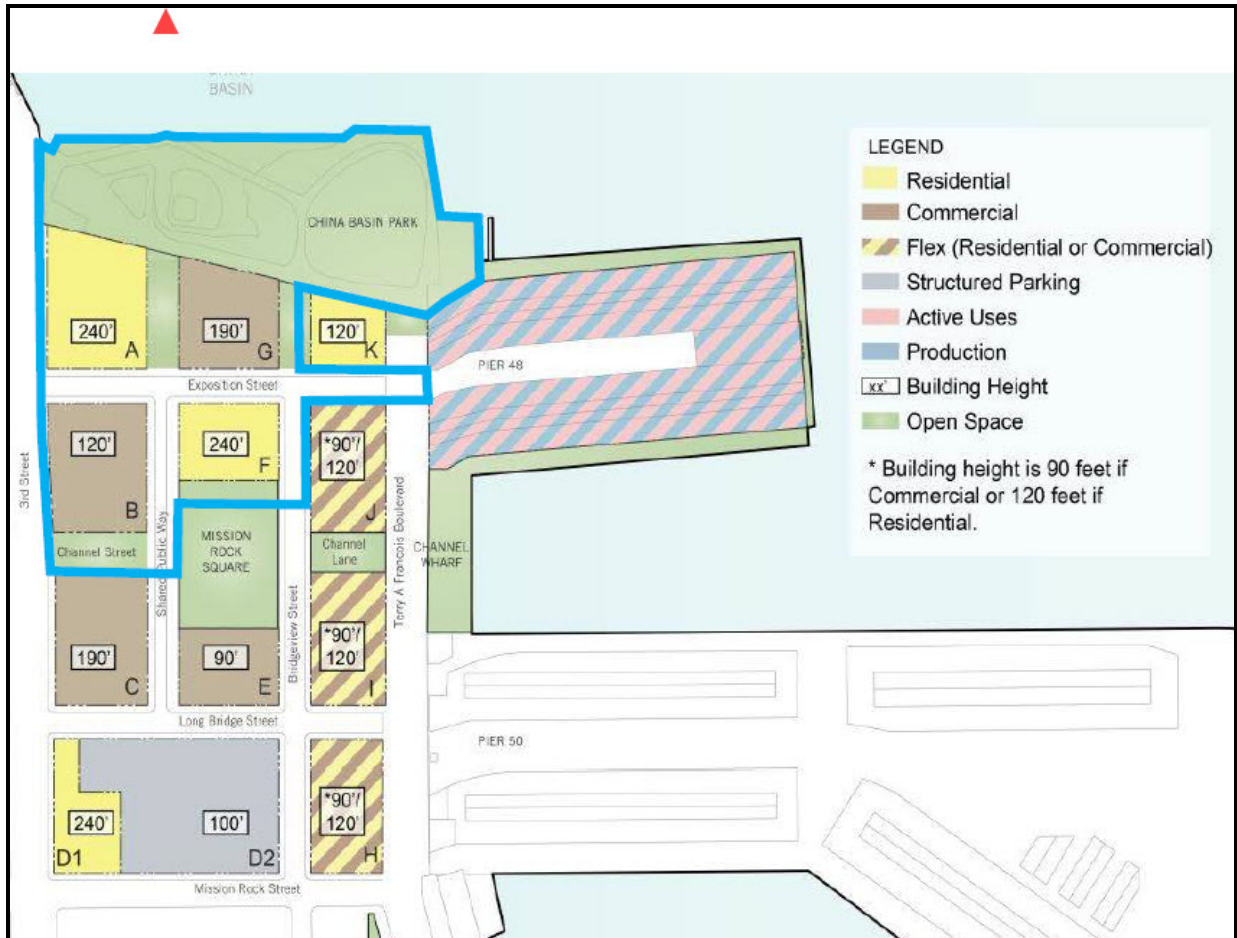 BASIN
CHINA BASIN PARK
240'
A
190'
G
120'
K
PIER 48
Exposition Street
120'
B
240'
F
*90'/
120'
J
3rd Street
Channel Street
Shared Public Way
MISSION
ROCK
SQUARE
Bridgeview Street
Channel
Lane
Terry A Francois Boulevard
CHANNEL
WHARF
190'
C
90'
E
*90'/
120'
I
Long Bridge Street
PIER 50
240'
D1
100'
D2
*90'/
120'
H
Mission Rock Street
LEGEND
Residential
Commercial
Flex (Residential or Commercial)
Structured Parking
Active Uses
Production
xx' Building Height
Open Space
* Building height is 90 feet if
Commercial or 120 feet if
Residential.